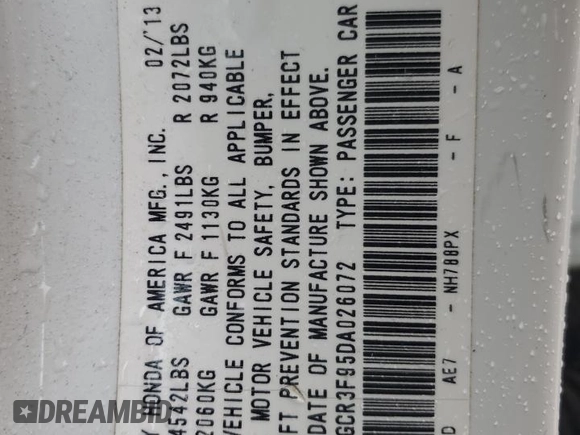 Y HONDA OF AMERICA MFG., INC. 02/'13
4542LBS GAWR F 2491LBS R 2072LBS
2060KG GAWR F 1130KG R 940KG
VEHICLE CONFORMS TO ALL APPLICABLE
MOTOR VEHICLE SAFETY, BUMPER,
FT PREVENTION STANDARDS IN EFFECT
DATE OF MANUFACTURE SHOWN ABOVE.
GCR3F95DA026072 TYPE: PASSENGER CAR
D AE7 - NH788PX - F - A
DREAMBID